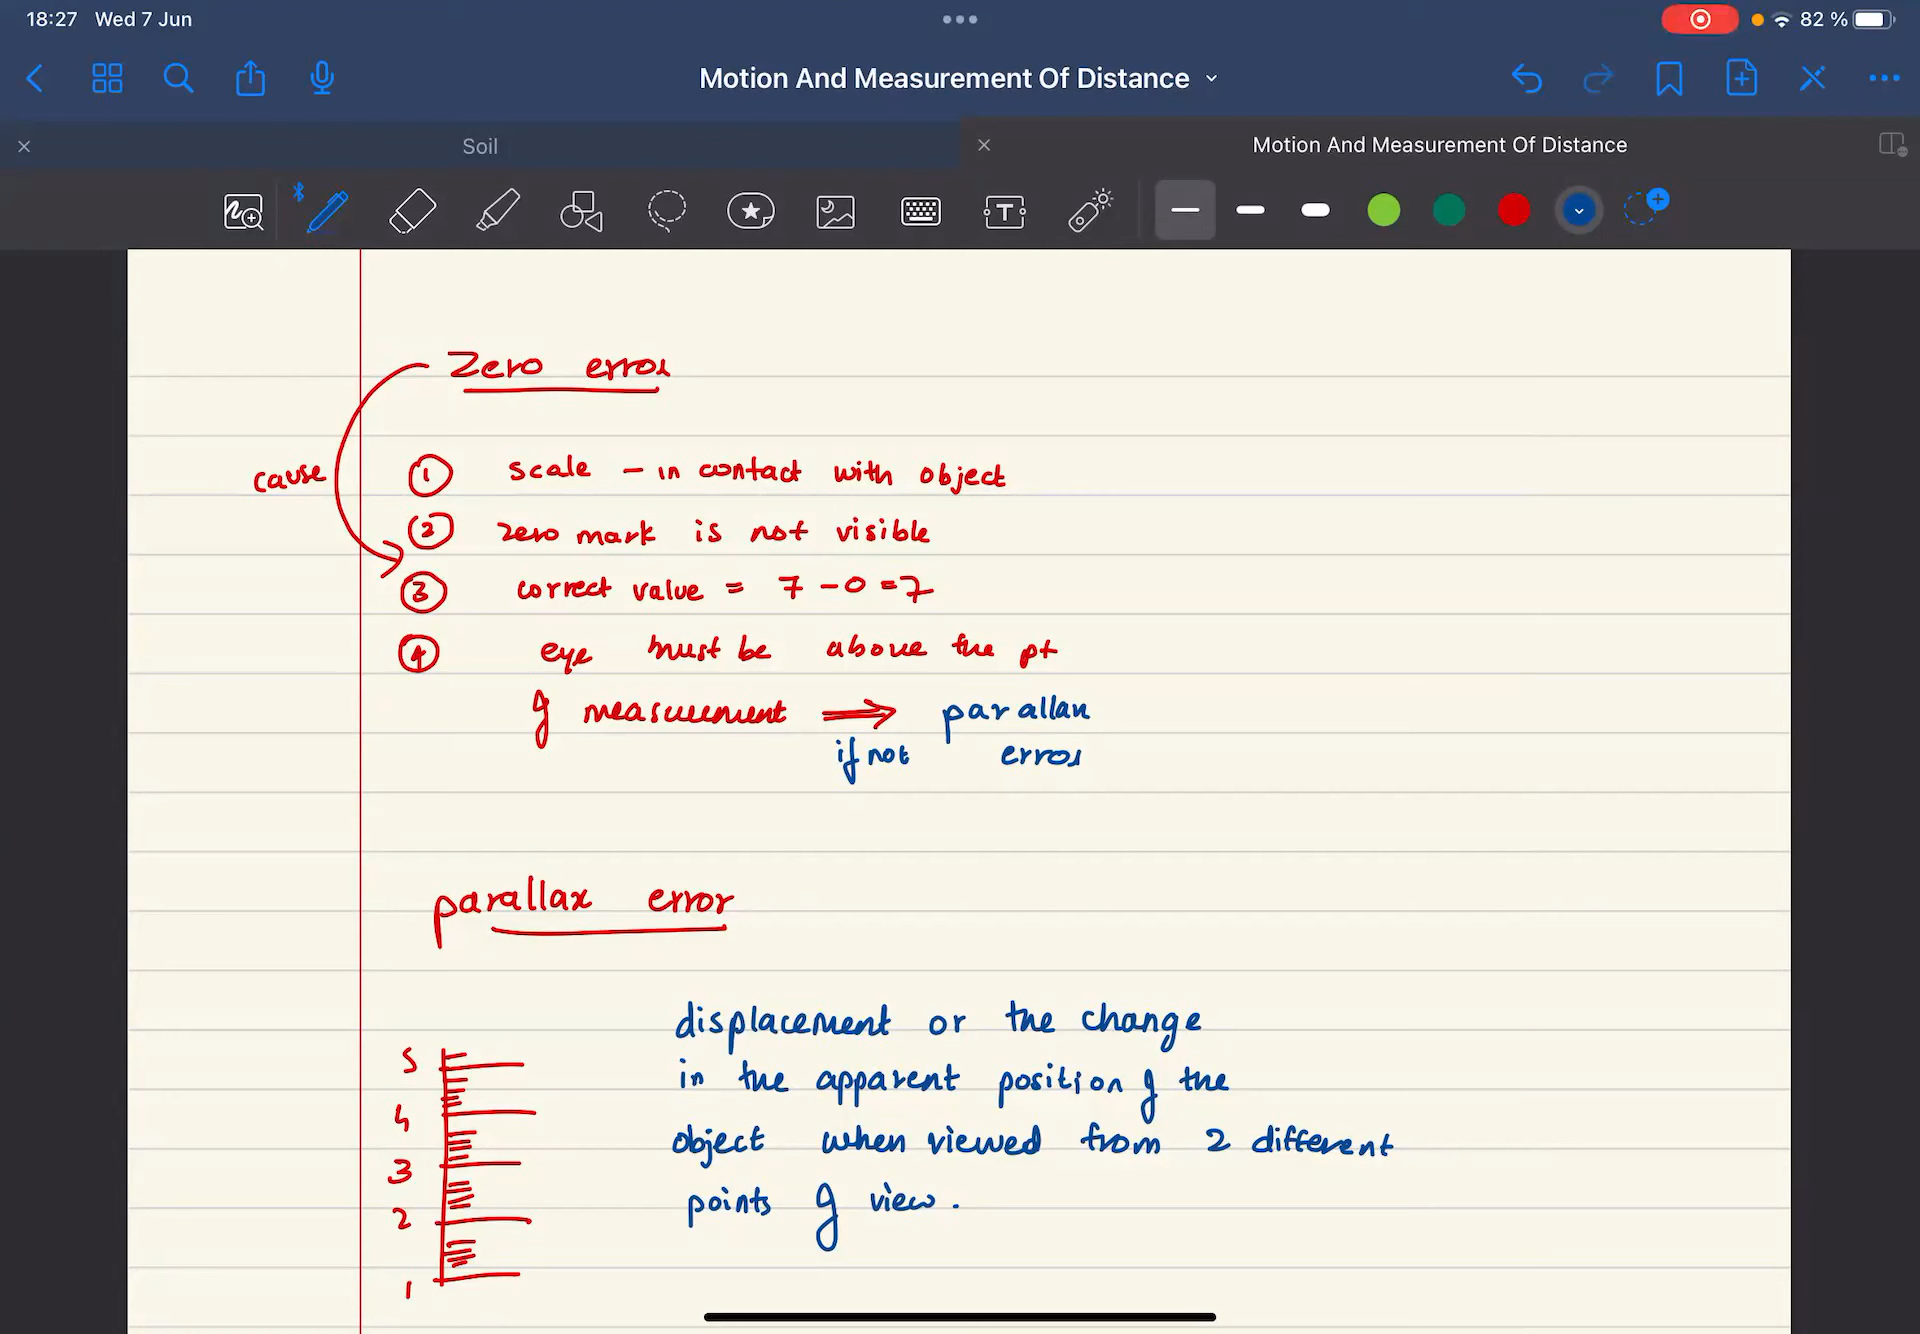 18:27 Wed 7 Jun
82 %
Motion And Measurement Of Distance
Soil
Motion And Measurement Of Distance
Zero error
cause
1 scale - in contact with object
2 zero mark is not visible
3 correct value = 7 - 0 = 7
4 eye must be above the pt
of measurement ⇒ parallax
if not error
parallax error
displacement or the change
in the apparent position of the
object when viewed from 2 different
points of view.
5
4
3
2
1